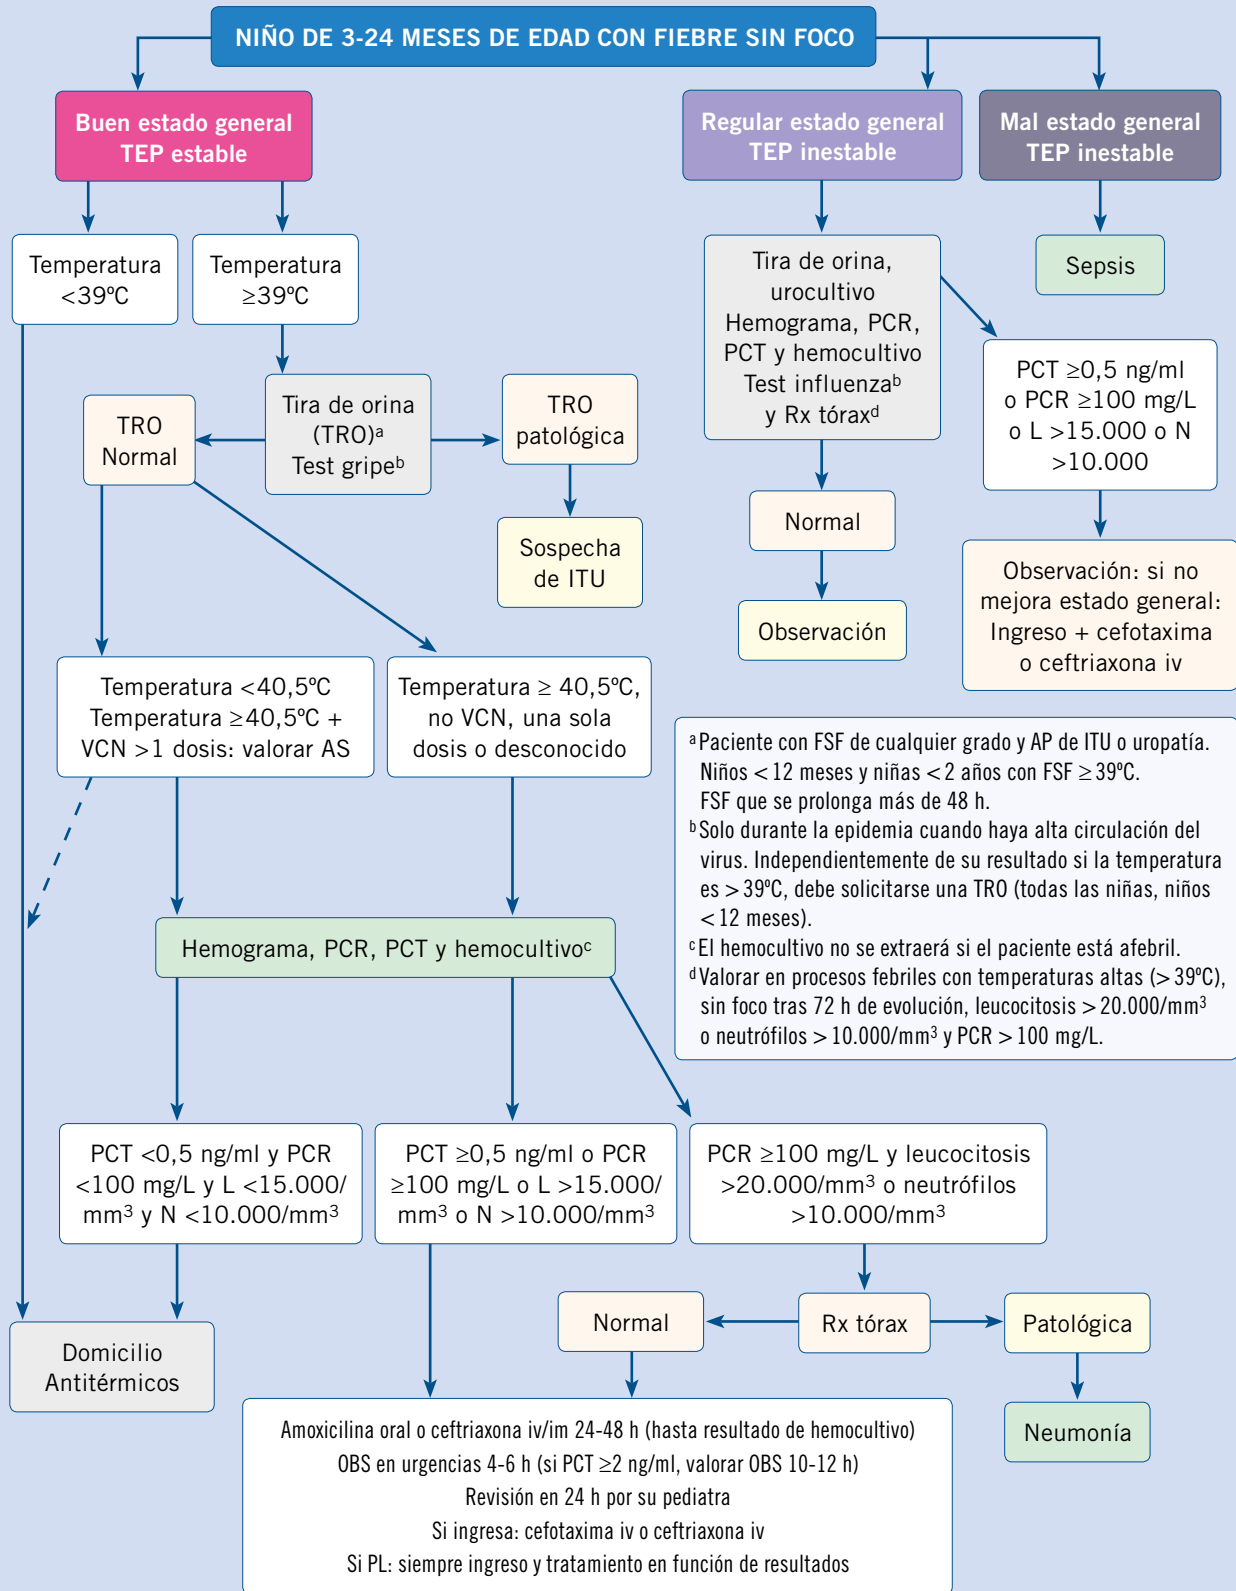 NIÑO DE 3-24 MESES DE EDAD CON FIEBRE SIN FOCO
Buen estado general
TEP estable
Regular estado general
TEP inestable
Mal estado general
TEP inestable
Temperatura
<39ºC
Temperatura
≥39ºC
Tira de orina,
urocultivo
Hemograma, PCR,
PCT y hemocultivo
Test influenzaᵇ
y Rx tóraxᵈ
Sepsis
TRO
Normal
Tira de orina
(TRO)ᵃ
Test gripeᵇ
TRO
patológica
PCT ≥0,5 ng/ml
o PCR ≥100 mg/L
o L >15.000 o N
>10.000
Sospecha
de ITU
Normal
Observación
Observación: si no
mejora estado general:
Ingreso + cefotaxima
o ceftriaxona iv
Temperatura <40,5ºC
Temperatura ≥40,5ºC +
VCN >1 dosis: valorar AS
Temperatura ≥ 40,5ºC,
no VCN, una sola
dosis o desconocido
ᵃ Paciente con FSF de cualquier grado y AP de ITU o uropatía.
Niños < 12 meses y niñas < 2 años con FSF ≥ 39ºC.
FSF que se prolonga más de 48 h.
ᵇ Solo durante la epidemia cuando haya alta circulación del
virus. Independientemente de su resultado si la temperatura
es > 39ºC, debe solicitarse una TRO (todas las niñas, niños
< 12 meses).
ᶜ El hemocultivo no se extraerá si el paciente está afebril.
ᵈ Valorar en procesos febriles con temperaturas altas (> 39ºC),
sin foco tras 72 h de evolución, leucocitosis > 20.000/mm³
o neutrófilos > 10.000/mm³ y PCR > 100 mg/L.
Hemograma, PCR, PCT y hemocultivoᶜ
PCT <0,5 ng/ml y PCR
<100 mg/L y L <15.000/
mm³ y N <10.000/mm³
PCT ≥0,5 ng/ml o PCR
≥100 mg/L o L >15.000/
mm³ o N >10.000/mm³
PCR ≥100 mg/L y leucocitosis
>20.000/mm³ o neutrófilos
>10.000/mm³
Normal
Rx tórax
Patológica
Domicilio
Antitérmicos
Neumonía
Amoxicilina oral o ceftriaxona iv/im 24-48 h (hasta resultado de hemocultivo)
OBS en urgencias 4-6 h (si PCT ≥2 ng/ml, valorar OBS 10-12 h)
Revisión en 24 h por su pediatra
Si ingresa: cefotaxima iv o ceftriaxona iv
Si PL: siempre ingreso y tratamiento en función de resultados